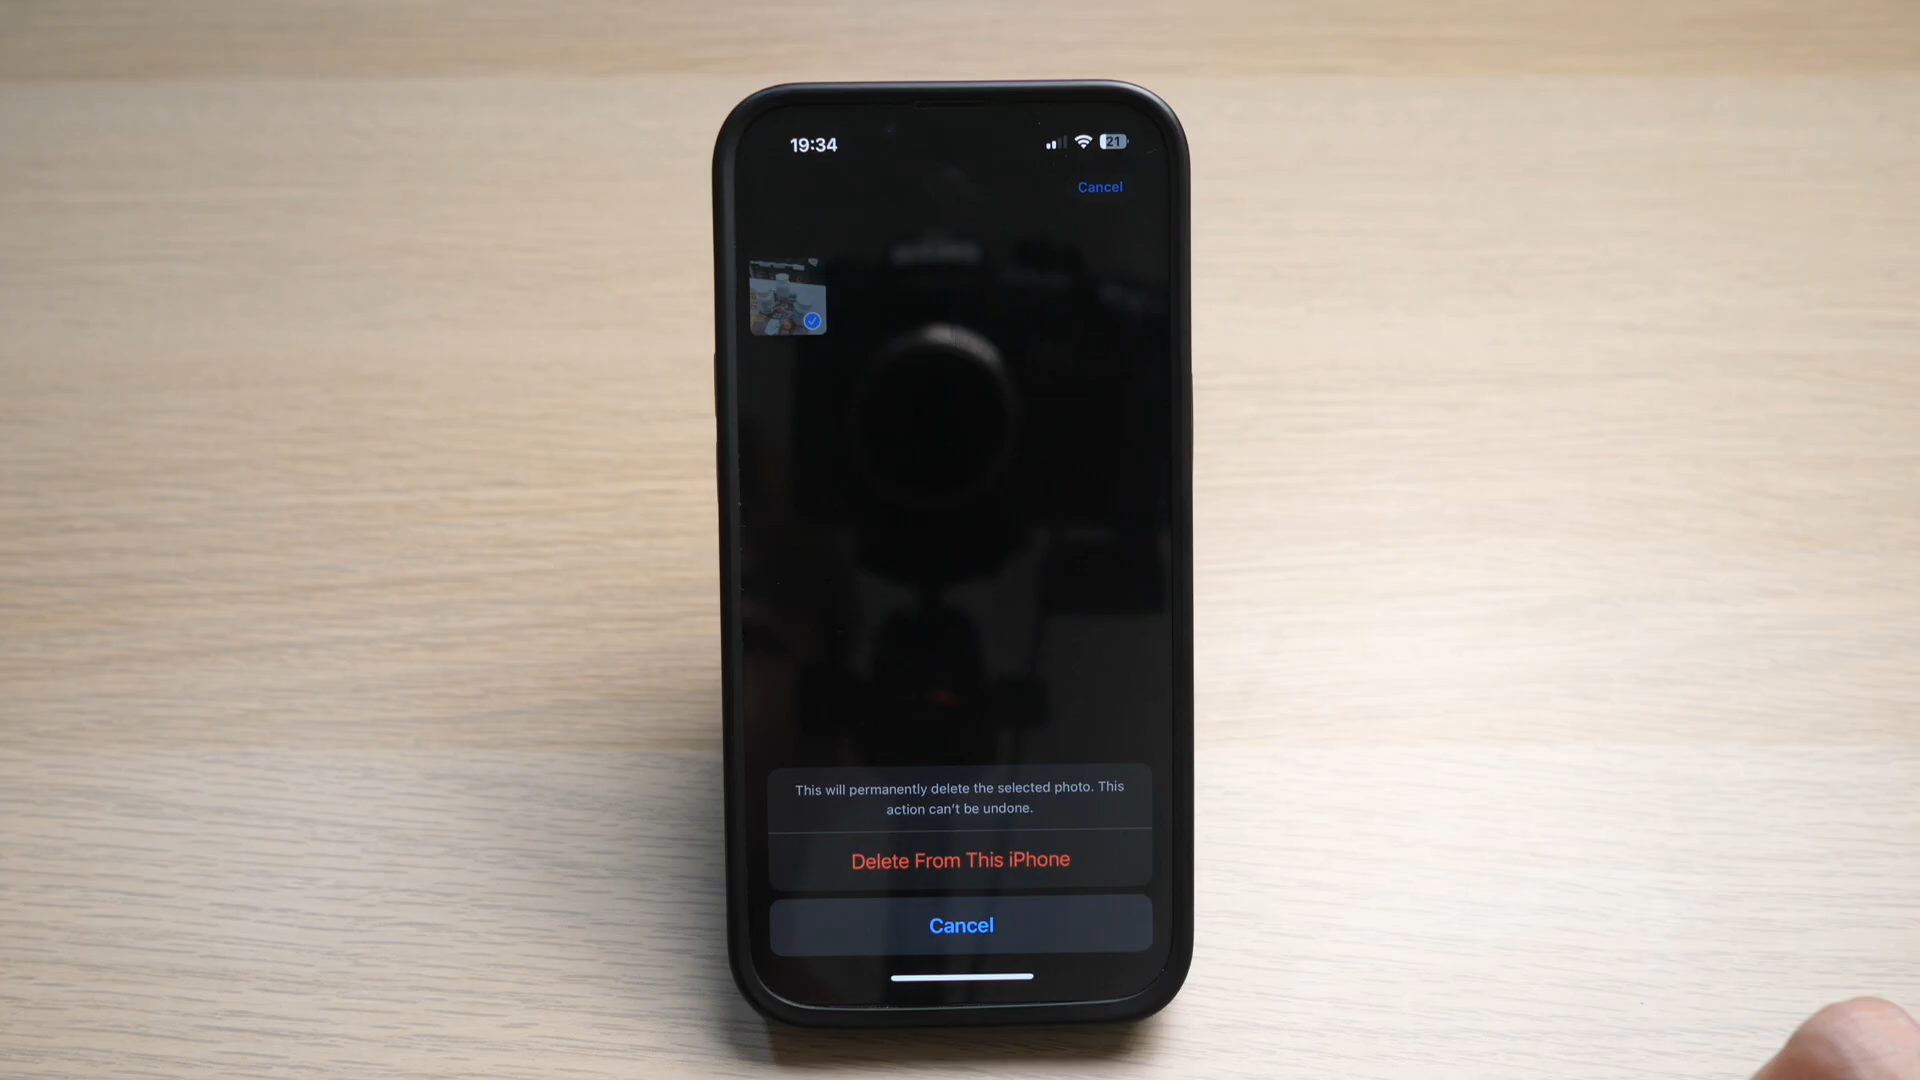 19:34
21
Cancel
This will permanently delete the selected photo. This
action can't be undone.
Delete From This iPhone
Cancel